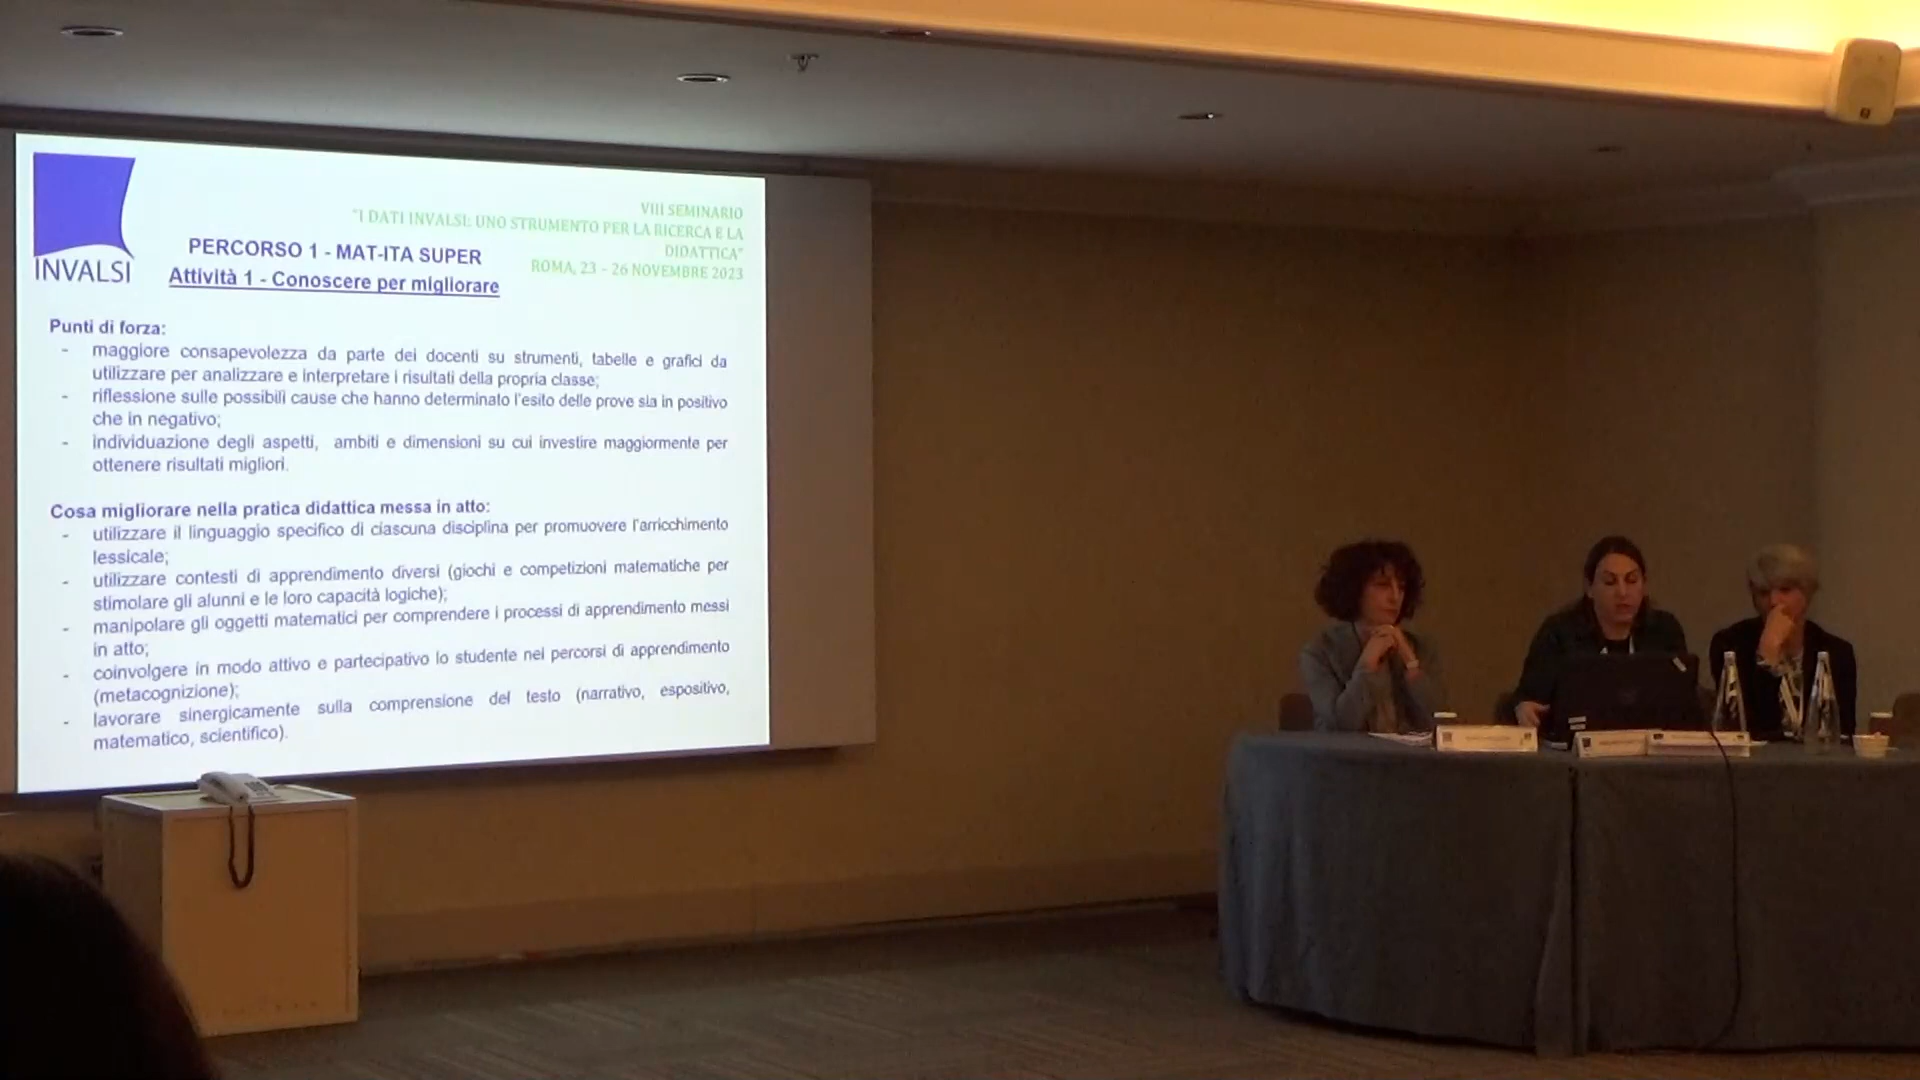 INVALSI
VIII SEMINARIO
"I DATI INVALSI: UNO STRUMENTO PER LA RICERCA E LA
DIDATTICA"
ROMA, 23 - 26 NOVEMBRE 2023
PERCORSO 1 - MAT-ITA SUPER
Attività 1 - Conoscere per migliorare
Punti di forza:
- maggiore consapevolezza da parte dei docenti su strumenti, tabelle e grafici da
utilizzare per analizzare e interpretare i risultati della propria classe;
- riflessione sulle possibili cause che hanno determinato l'esito delle prove sia in positivo
che in negativo;
- individuazione degli aspetti, ambiti e dimensioni su cui investire maggiormente per
ottenere risultati migliori.
Cosa migliorare nella pratica didattica messa in atto:
- utilizzare il linguaggio specifico di ciascuna disciplina per promuovere l'arricchimento
lessicale;
- utilizzare contesti di apprendimento diversi (giochi e competizioni matematiche per
stimolare gli alunni e le loro capacità logiche);
- manipolare gli oggetti matematici per comprendere i processi di apprendimento messi
in atto;
- coinvolgere in modo attivo e partecipativo lo studente nei percorsi di apprendimento
(metacognizione);
- lavorare sinergicamente sulla comprensione del testo (narrativo, espositivo,
matematico, scientifico).